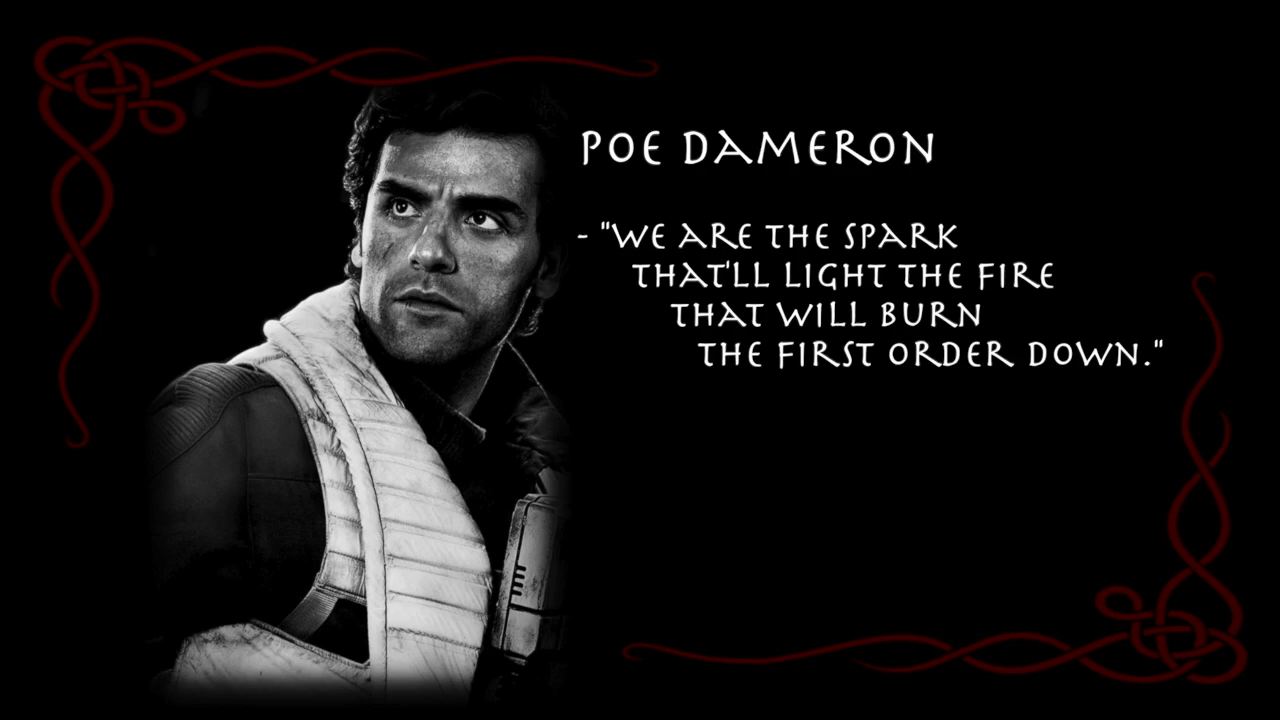 POE DAMERON
- "WE ARE THE SPARK
THAT'LL LIGHT THE FIRE
THAT WILL BURN
THE FIRST ORDER DOWN."